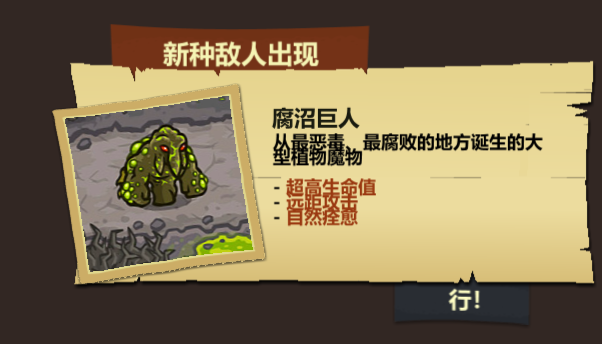 新种敌人出现
腐沼巨人
从最恶毒、最腐败的地方诞生的大
型植物魔物
- 超高生命值
- 远距攻击
- 自然痊愈
行!